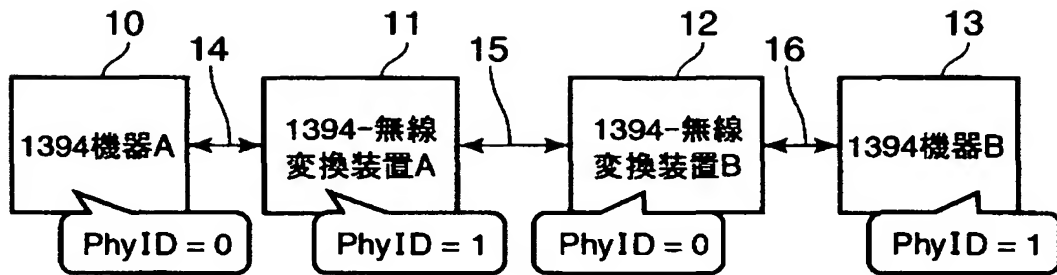 10
11
12
13
14
15
16
1394機器A
1394-無線
変換装置A
1394-無線
変換装置B
1394機器B
PhyID = 0
PhyID = 1
PhyID = 0
PhyID = 1